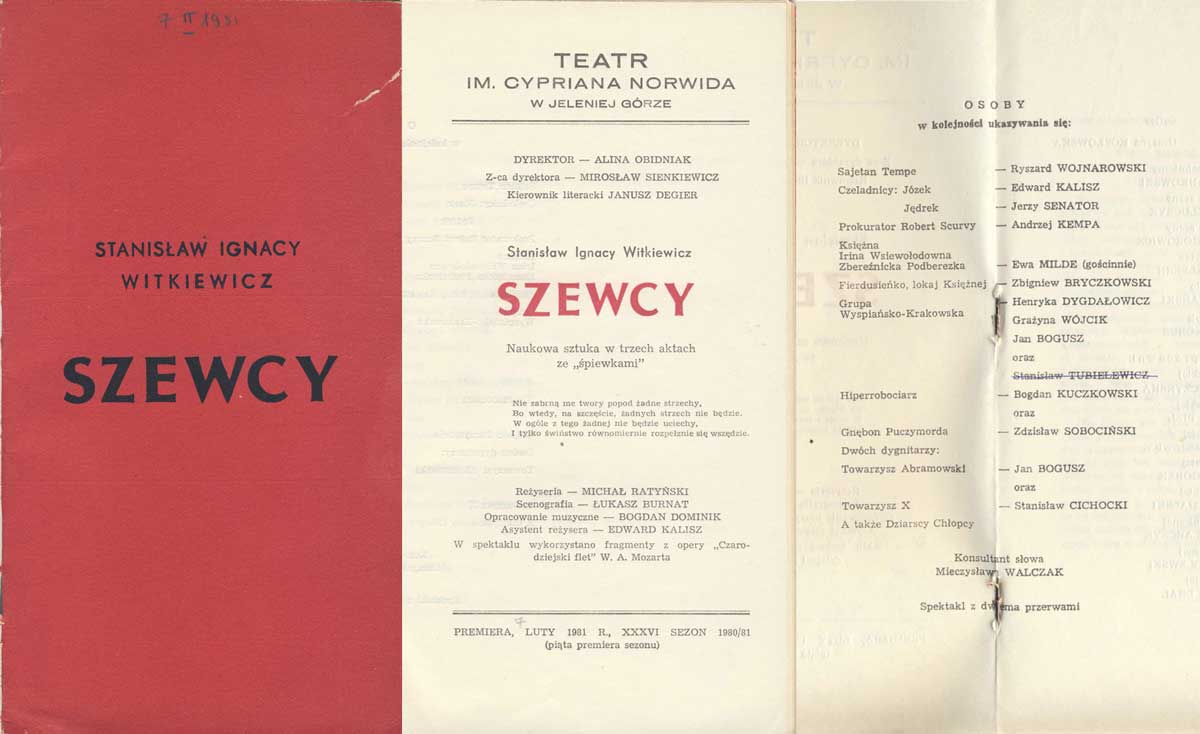 7 II 1981
STANISŁAW IGNACY
WITKIEWICZ
SZEWCY
TEATR
IM. CYPRIANA NORWIDA
W JELENIEJ GÓRZE
DYREKTOR — ALINA OBIDNIAK
Z-ca dyrektora — MIROSŁAW SIENKIEWICZ
Kierownik literacki JANUSZ DEGIER
Stanisław Ignacy Witkiewicz
SZEWCY
Naukowa sztuka w trzech aktach
ze „śpiewkami”
Nie zabrną me twory popod żadne strzechy,
Bo wtedy, na szczęście, żadnych strzech nie będzie.
W ogóle z tego żadnej nie będzie uciechy,
I tylko świństwo równomiernie rozpełznie się wszędzie.
Reżyseria — MICHAŁ RATYŃSKI
Scenografia — ŁUKASZ BURNAT
Opracowanie muzyczne — BOGDAN DOMINIK
Asystent reżysera — EDWARD KALISZ
W spektaklu wykorzystano fragmenty z opery „Czaro-
dziejski flet” W. A. Mozarta
7
PREMIERA, LUTY 1981 R., XXXVI SEZON 1980/81
(piąta premiera sezonu)
OSOBY
w kolejności ukazywania się:
Sajetan Tempe — Ryszard WOJNAROWSKI
Czeladnicy: Józek — Edward KALISZ
Jędrek — Jerzy SENATOR
Prokurator Robert Scurvy — Andrzej KEMPA
Księżna
Irina Wsiewołodowna
Zbereźnicka Podberezka — Ewa MILDE (gościnnie)
Fierdusieńko, lokaj Księżnej — Zbigniew BRYCZKOWSKI
Grupa — Henryka DYGDAŁOWICZ
Wyspiańsko-Krakowska Grażyna WÓJCIK
Jan BOGUSZ
oraz
Stanisław TUBIELEWICZ
Hiperrobociarz — Bogdan KUCZKOWSKI
oraz
Gnębon Puczymorda — Zdzisław SOBOCIŃSKI
Dwóch dygnitarzy:
Towarzysz Abramowski — Jan BOGUSZ
oraz
Towarzysz X — Stanisław CICHOCKI
A także Dziarscy Chłopcy
Konsultant słowa
Mieczysław WALCZAK
Spektakl z dwiema przerwami